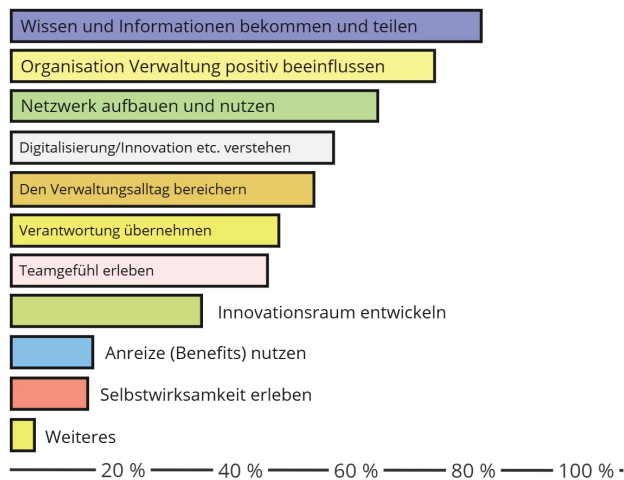 Wissen und Informationen bekommen und teilen
Organisation Verwaltung positiv beeinflussen
Netzwerk aufbauen und nutzen
Digitalisierung/Innovation etc. verstehen
Den Verwaltungsalltag bereichern
Verantwortung übernehmen
Teamgefühl erleben
Innovationsraum entwickeln
Anreize (Benefits) nutzen
Selbstwirksamkeit erleben
Weiteres
20 % 40 % 60 % 80 % 100 %